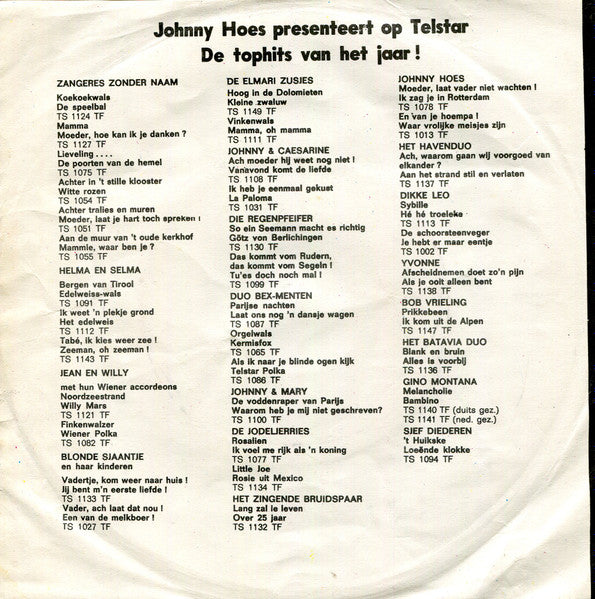 Johnny Hoes presenteert op Telstar
De tophits van het jaar!
ZANGERES ZONDER NAAM
Koekoekwals
De speelbal
TS 1124 TF
Mamma
Moeder, hoe kan ik je danken ?
TS 1127 TF
Lieveling . . . .
De poorten van de hemel
TS 1075 TF
Achter in 't stille klooster
Witte rozen
TS 1054 TF
Achter tralies en muren
Moeder, laat je hart toch spreken !
TS 1051 TF
Aan de muur van 't oude kerkhof
Mammie, waar ben je ?
TS 1055 TF
HELMA EN SELMA
Bergen van Tirool
Edelweiss-wals
TS 1091 TF
Ik weet 'n plekje grond
Het edelweis
TS 1112 TF
Tabé, ik kies weer zee !
Zeeman, oh zeeman !
TS 1143 TF
JEAN EN WILLY
met hun Wiener accordeons
Noordzeestrand
Willy Mars
TS 1121 TF
Finkenwalzer
Wiener Polka
TS 1082 TF
BLONDE SJAANTJE
en haar kinderen
Vadertje, kom weer naar huis !
Jij bent m'n eerste liefde !
TS 1133 TF
Vader, ach laat dat nou !
Een van de melkboer !
TS 1027 TF
DE ELMARI ZUSJES
Hoog in de Dolomieten
Kleine zwaluw
TS 1149 TF
Vinkenwals
Mamma, oh mamma
TS 1111 TF
JOHNNY & CAESARINE
Ach moeder hij weet nog niet !
Vanavond komt de liefde
TS 1108 TF
Ik heb je eenmaal gekust
La Paloma
TS 1031 TF
DIE REGENPFEIFER
So ein Seemann macht es richtig
Götz von Berlichingen
TS 1130 TF
Das kommt vom Rudern,
das kommt vom Segeln !
Tu'es doch noch mal !
TS 1099 TF
DUO BEX-MENTEN
Parijse nachten
Laat ons nog 'n dansje wagen
TS 1087 TF
Orgelwals
Kermisfox
TS 1065 TF
Als ik naar je blinde ogen kijk
Telstar Polka
TS 1086 TF
JOHNNY & MARY
De voddenraper van Parijs
Waarom heb je mij niet geschreven?
TS 1100 TF
DE JODELJERRIES
Rosalien
Ik voel me rijk als 'n koning
TS 1077 TF
Little Joe
Rosie uit Mexico
TS 1134 TF
HET ZINGENDE BRUIDSPAAR
Lang zal ie leven
Over 25 jaar
TS 1132 TF
JOHNNY HOES
Moeder, laat vader niet wachten !
Ik zag je in Rotterdam
TS 1078 TF
En van je hoempa !
Waar vrolijke meisjes zijn
TS 1013 TF
HET HAVENDUO
Ach, waarom gaan wij voorgoed van
elkander ?
Aan het strand stil en verlaten
TS 1137 TF
DIKKE LEO
Sybille
Hé hé troeleke
TS 1113 TF
De schoorsteenveger
Je hebt er maar eentje
TS 1002 TF
YVONNE
Afscheidnemen doet zo'n pijn
Als je ooit alleen bent
TS 1138 TF
BOB VRIELING
Prikkebeen
Ik kom uit de Alpen
TS 1147 TF
HET BATAVIA DUO
Blank en bruin
Alles is voorbij
TS 1136 TF
GINO MONTANA
Melancholie
Bambino
TS 1140 TF (duits gez.)
TS 1141 TF (ned. gez.)
SJEF DIEDEREN
't Huikske
Loeënde klokke
TS 1094 TF